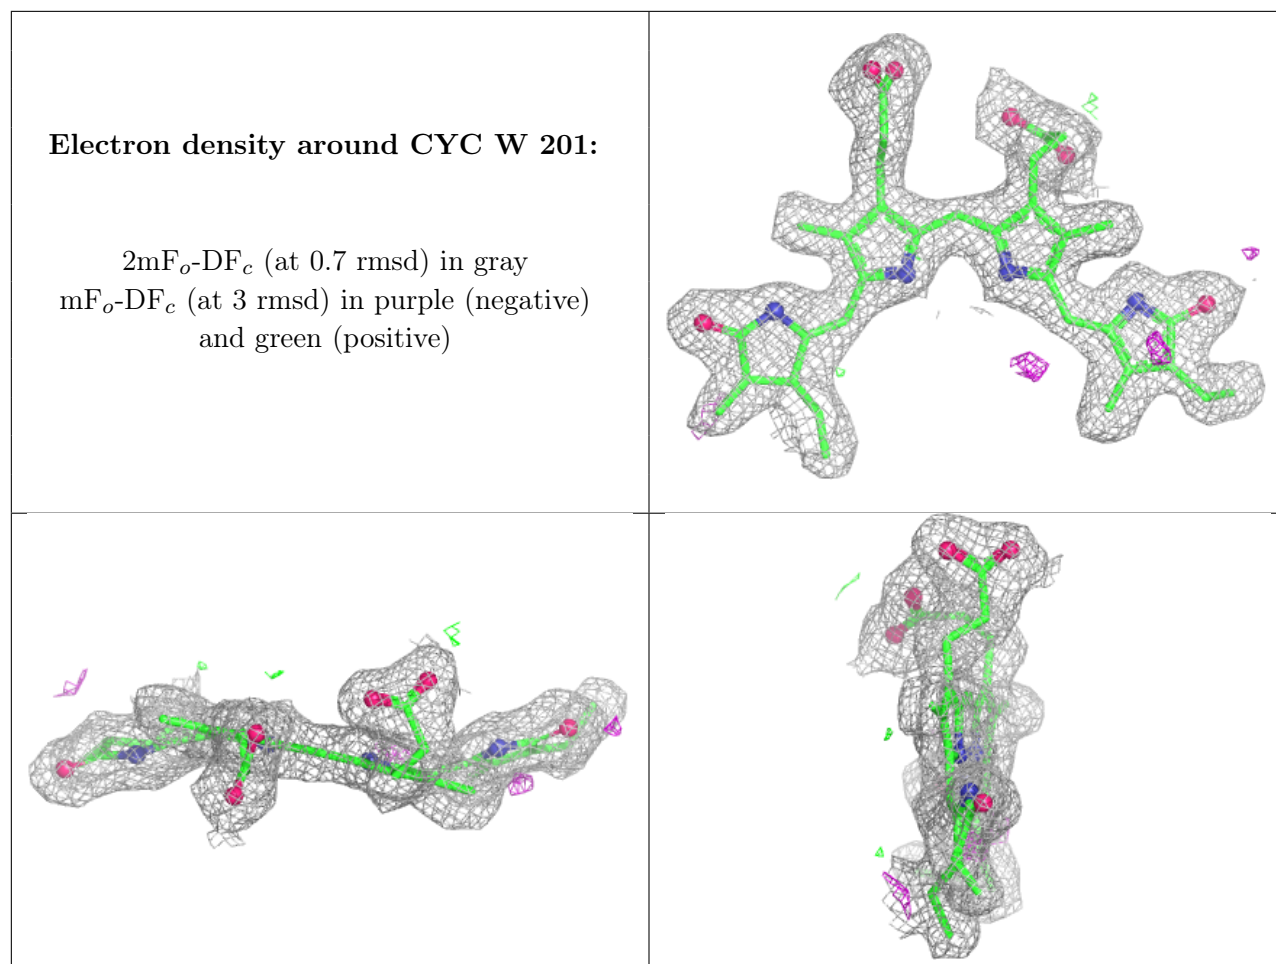 Electron density around CYC W 201:
2mFo-DFc (at 0.7 rmsd) in gray
mFo-DFc (at 3 rmsd) in purple (negative)
and green (positive)